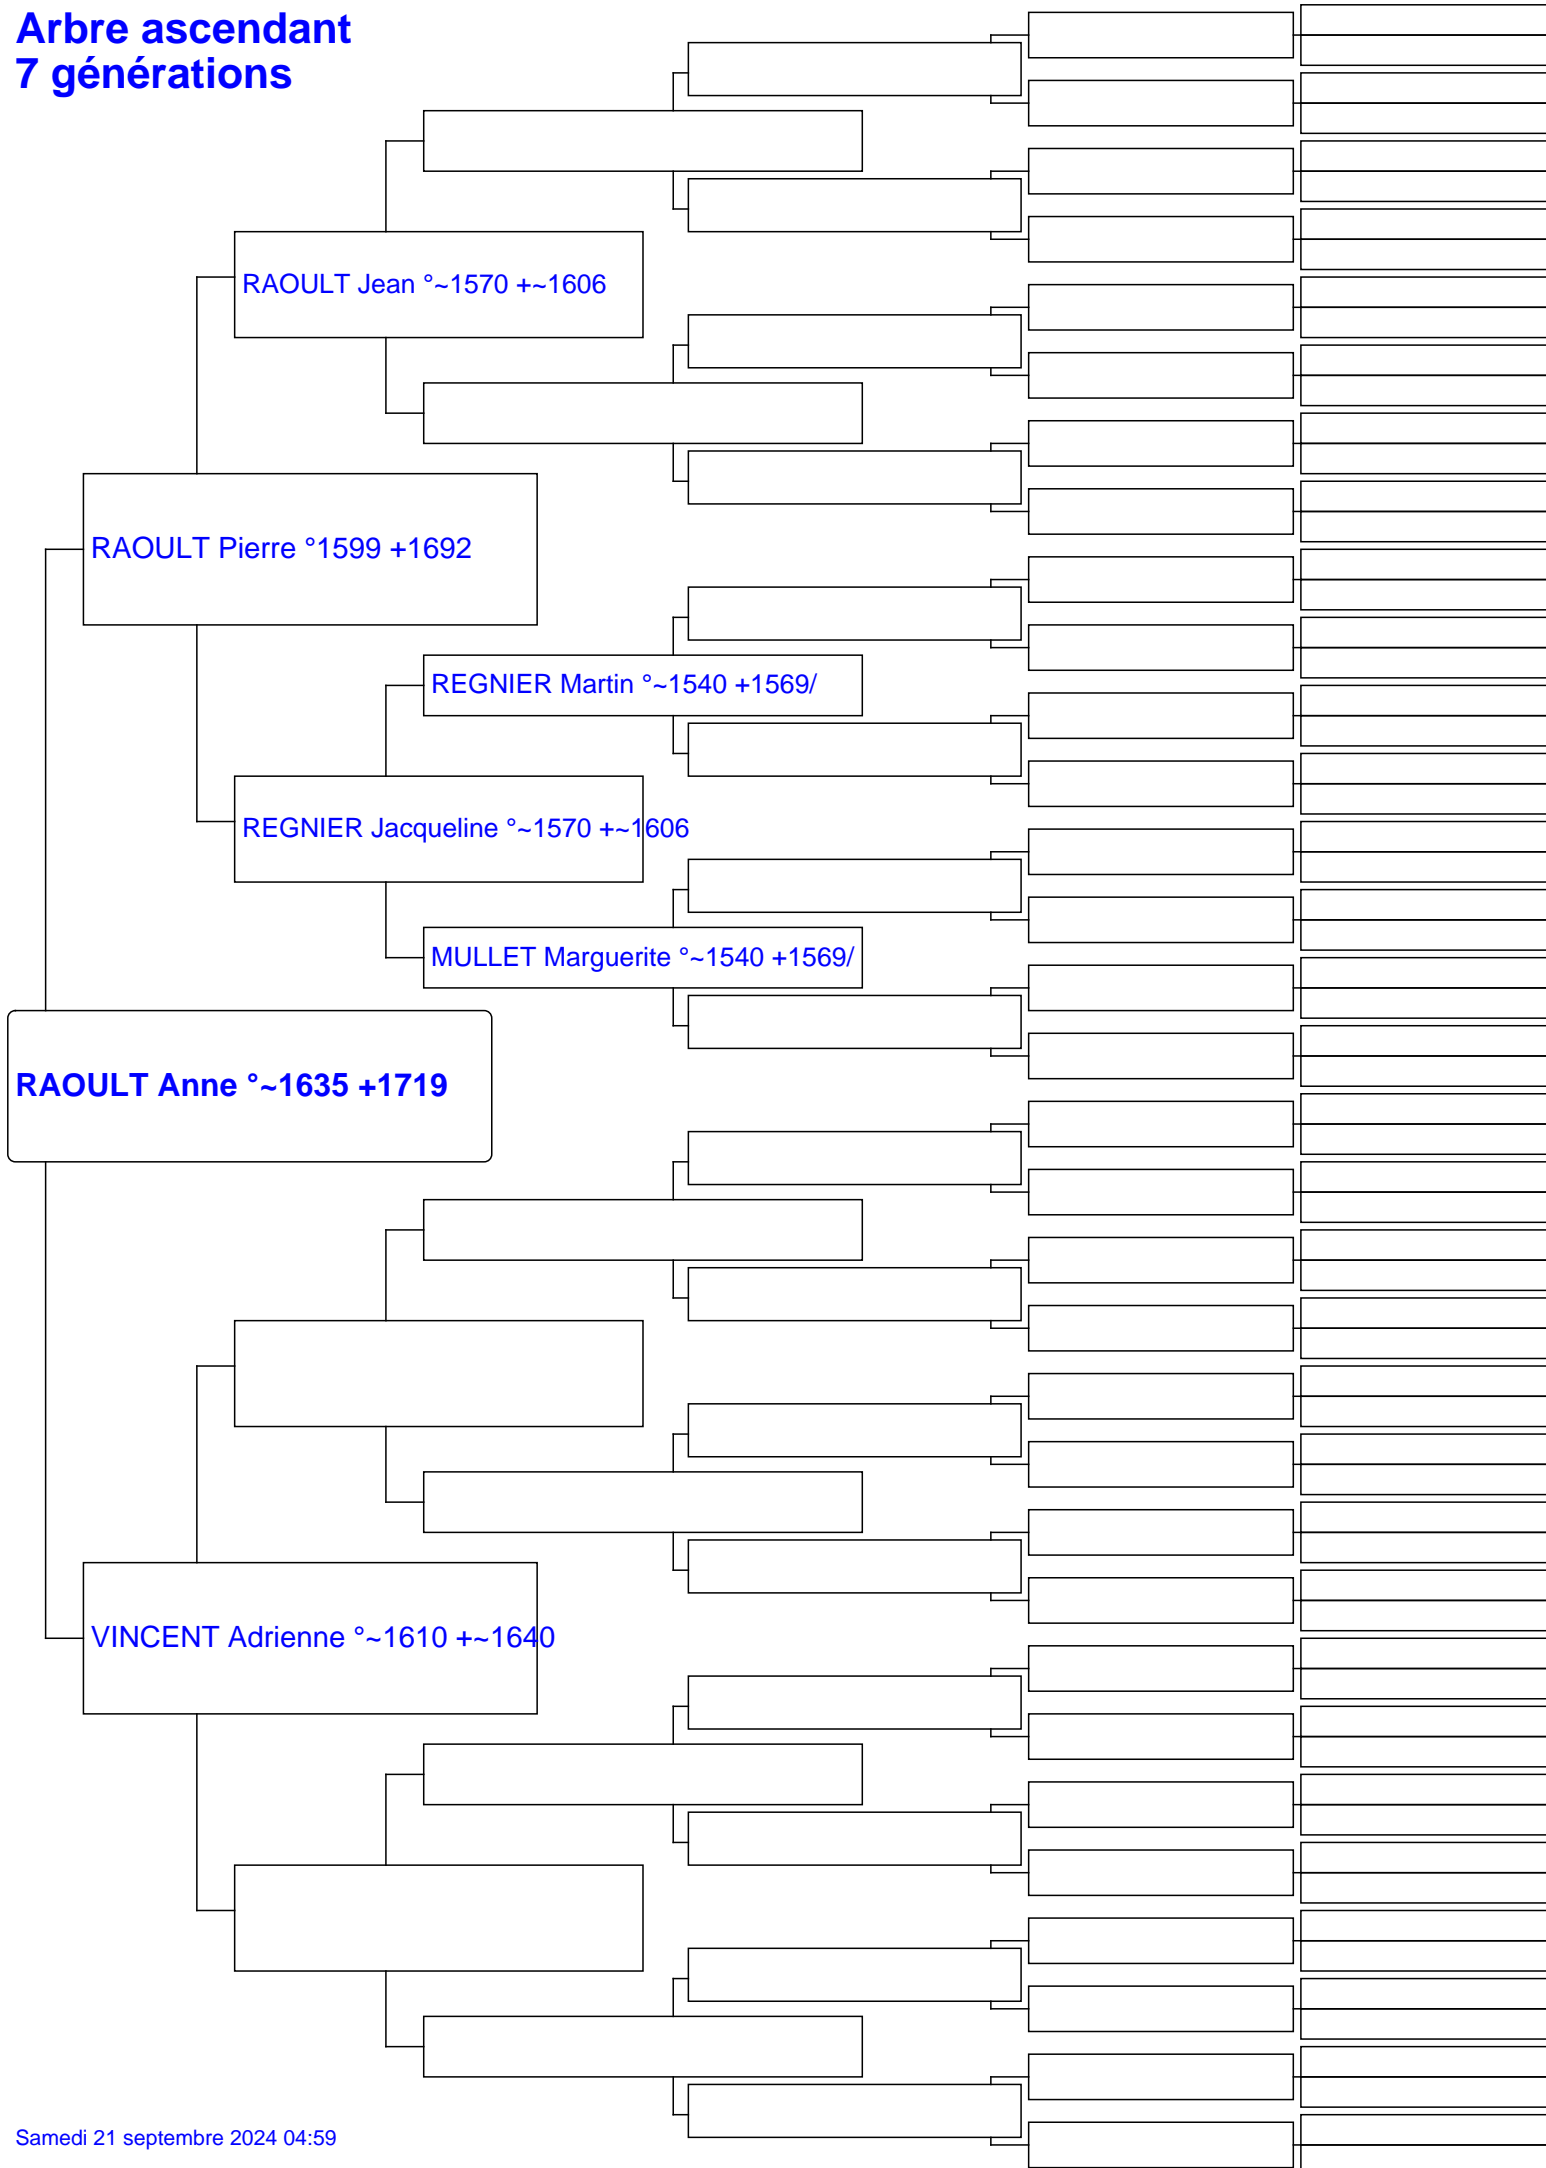 Arbre ascendant
7 générations
RAOULT Jean °~1570 +~1606
RAOULT Pierre °1599 +1692
REGNIER Martin °~1540 +1569/
REGNIER Jacqueline °~1570 +~1606
MULLET Marguerite °~1540 +1569/
RAOULT Anne °~1635 +1719
VINCENT Adrienne °~1610 +~1640
Samedi 21 septembre 2024 04:59